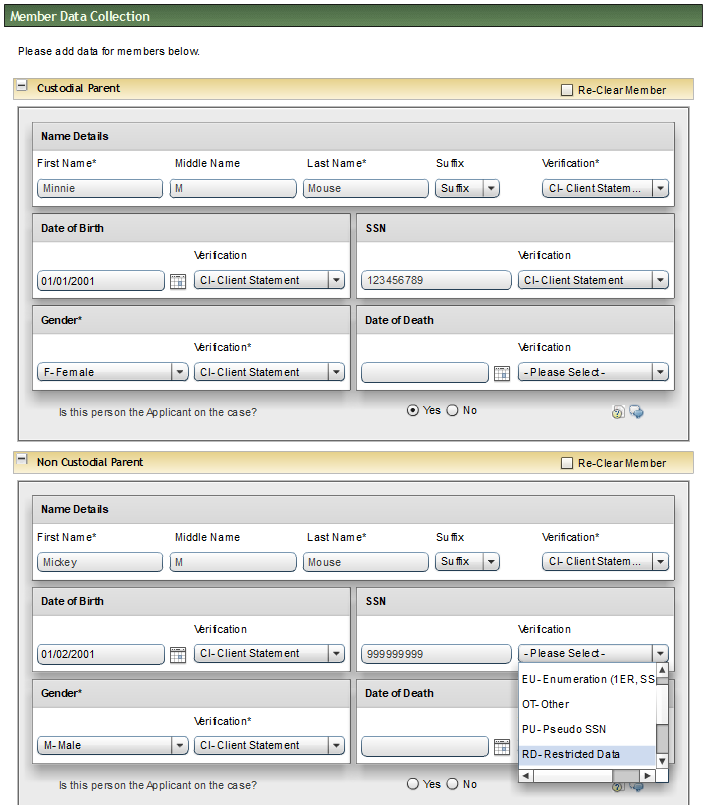 Member Data Collection
Please add data for members below.
Custodial Parent Re-Clear Member
Name Details
First Name* Middle Name Last Name* Suffix Verification*
Minnie M Mouse Suffix CI- Client Statem...
Date of Birth SSN
Verification Verification
01/01/2001 CI- Client Statement 123456789 CI- Client Statement
Gender* Date of Death
Verification* Verification
F- Female CI- Client Statement - Please Select -
Is this person the Applicant on the case? Yes No
Non Custodial Parent Re-Clear Member
Name Details
First Name* Middle Name Last Name* Suffix Verification*
Mickey M Mouse Suffix CI- Client Statem...
Date of Birth SSN
Verification Verification
01/02/2001 CI- Client Statement 999999999 - Please Select -
EU- Enumeration (1ER, SS
Gender* Date of Death OT- Other
Verification* PU- Pseudo SSN
M- Male CI- Client Statement RD- Restricted Data
Is this person the Applicant on the case? Yes No